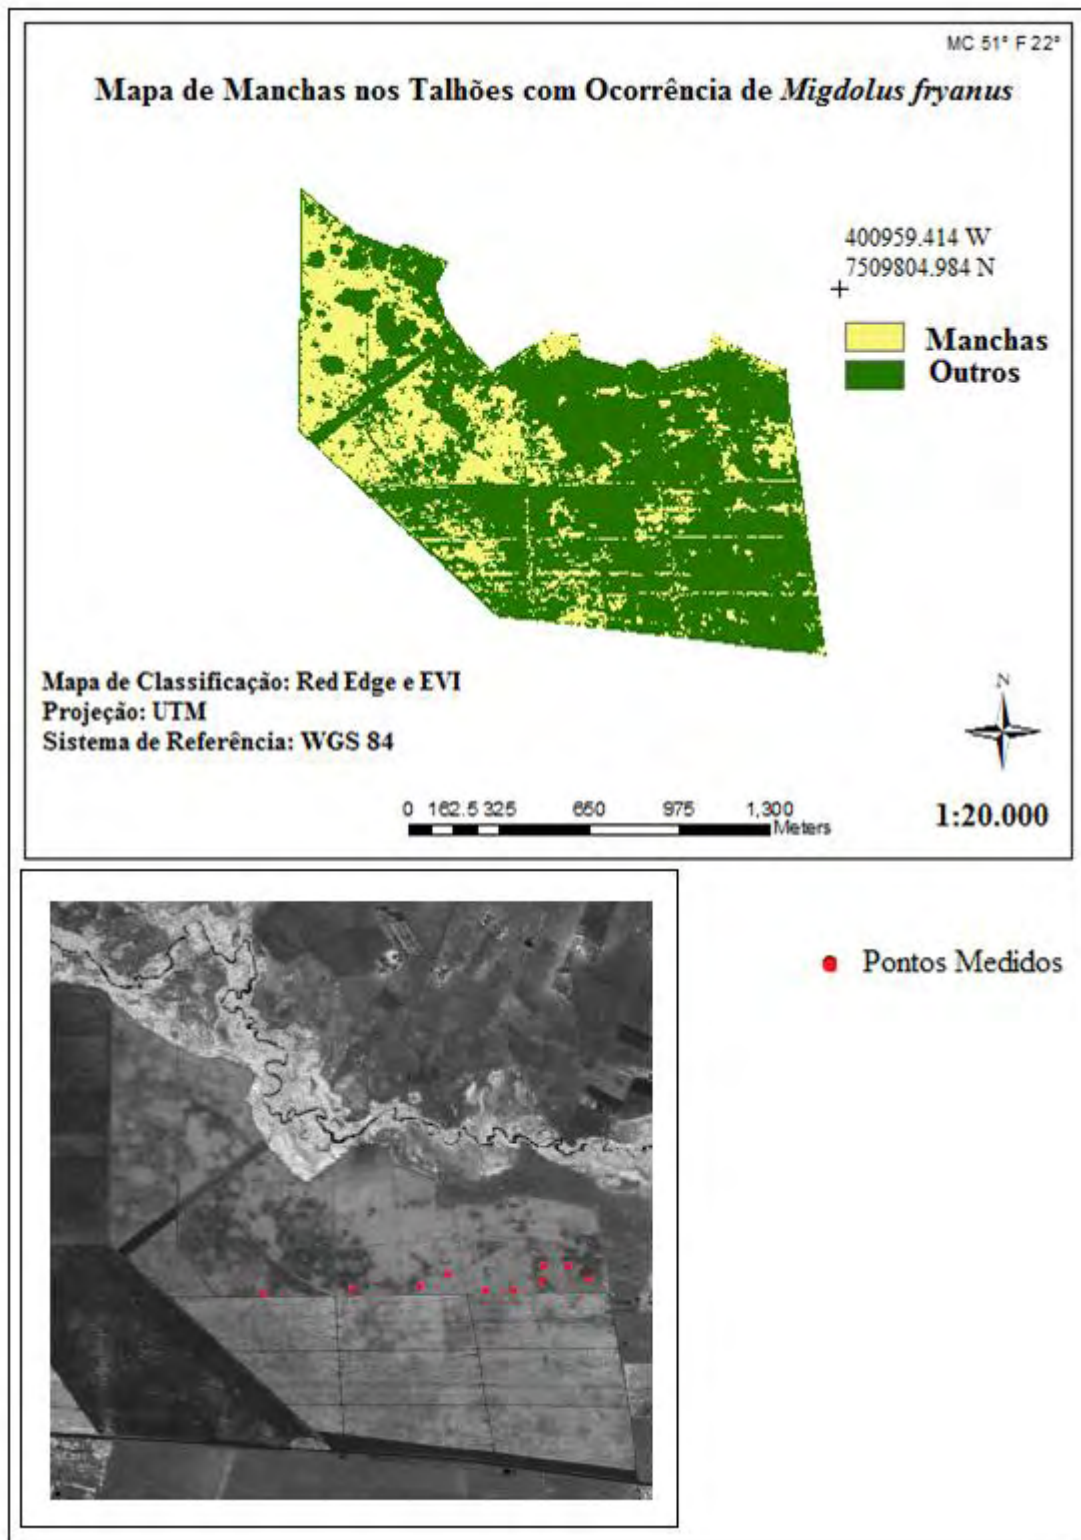 MC 51° F 22°
Mapa de Manchas nos Talhões com Ocorrência de Migdolus fryanus
400959.414 W
7509804.984 N
Manchas
Outros
Mapa de Classificação: Red Edge e EVI
Projeção: UTM
Sistema de Referência: WGS 84
N
0 162.5 325 650 975 1,300
Meters
1:20.000
Pontos Medidos